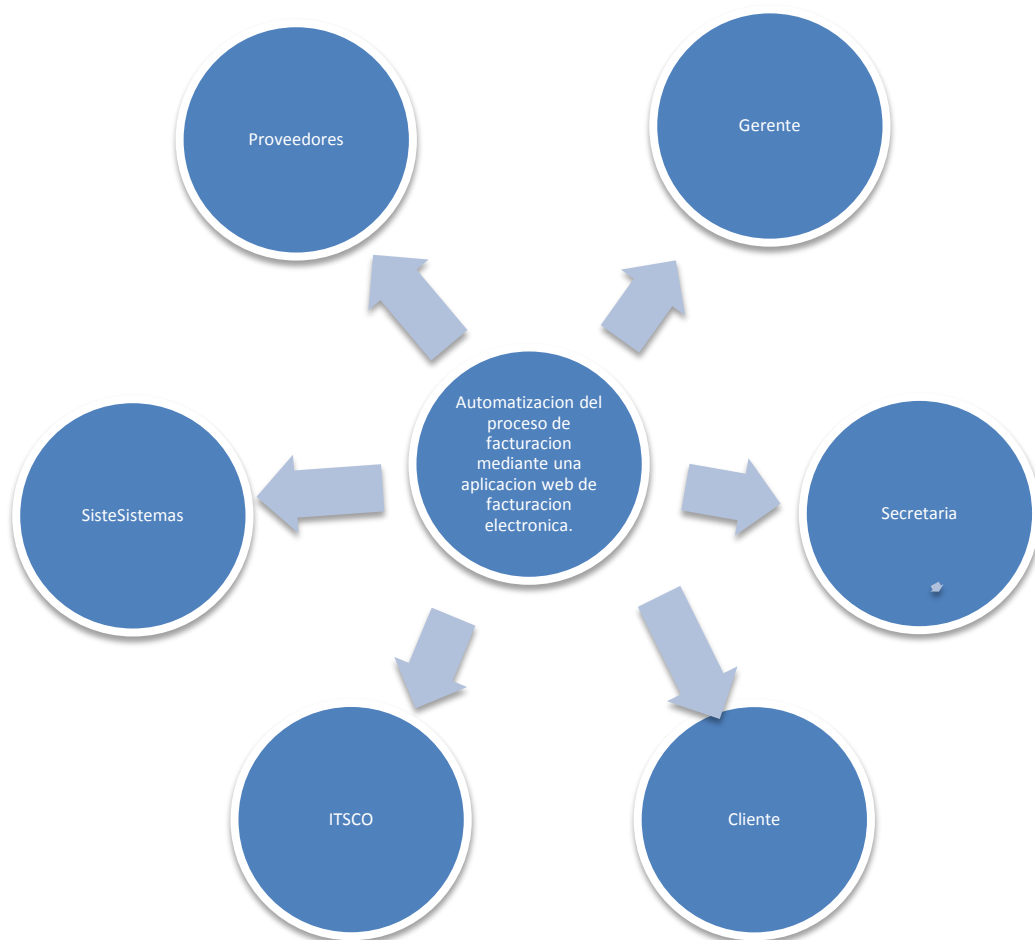 Proveedores
Gerente
Automatizacion del
proceso de
facturacion
mediante una
aplicacion web de
facturacion
electronica.
SisteSistemas
Secretaria
ITSCO
Cliente